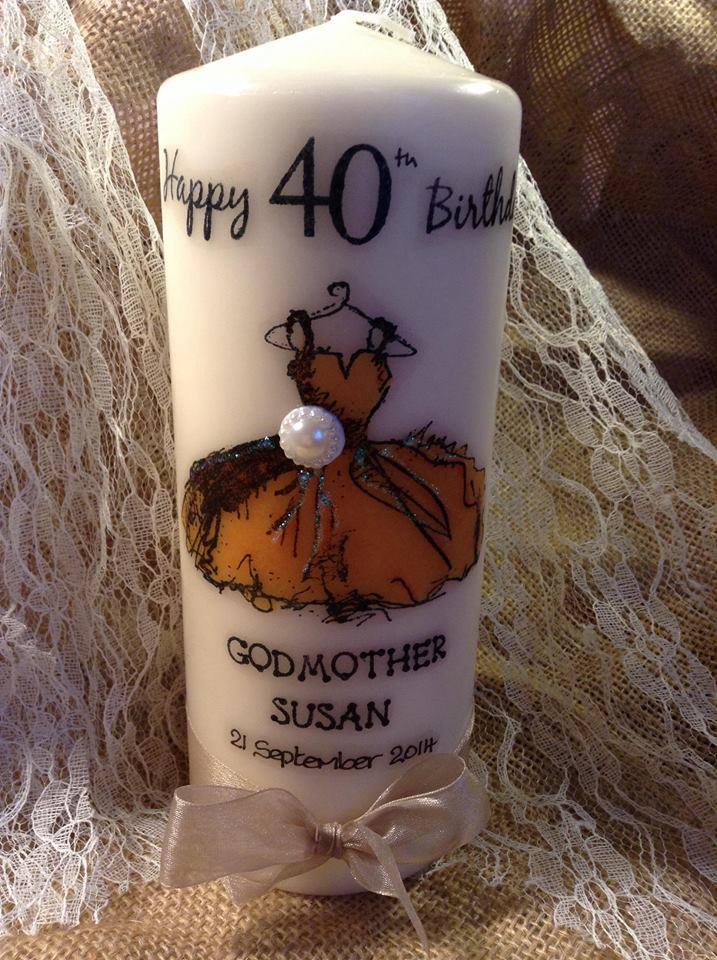 Happy 40th Birthd
GODMOTHER
SUSAN
21 September 2014